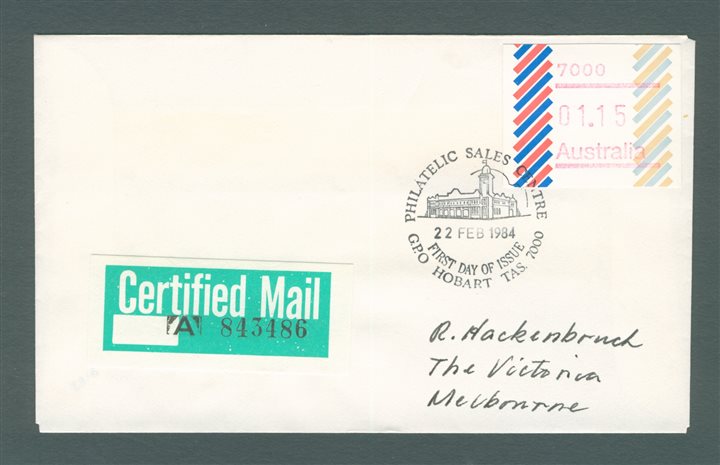 7000
01.15
Australia
PHILATELIC SALES CENTRE
22 FEB 1984
FIRST DAY OF ISSUE
G.P.O HOBART TAS. 7000
Certified Mail
A 843486
R. Hackenbruch
The Victoria
Melbourne